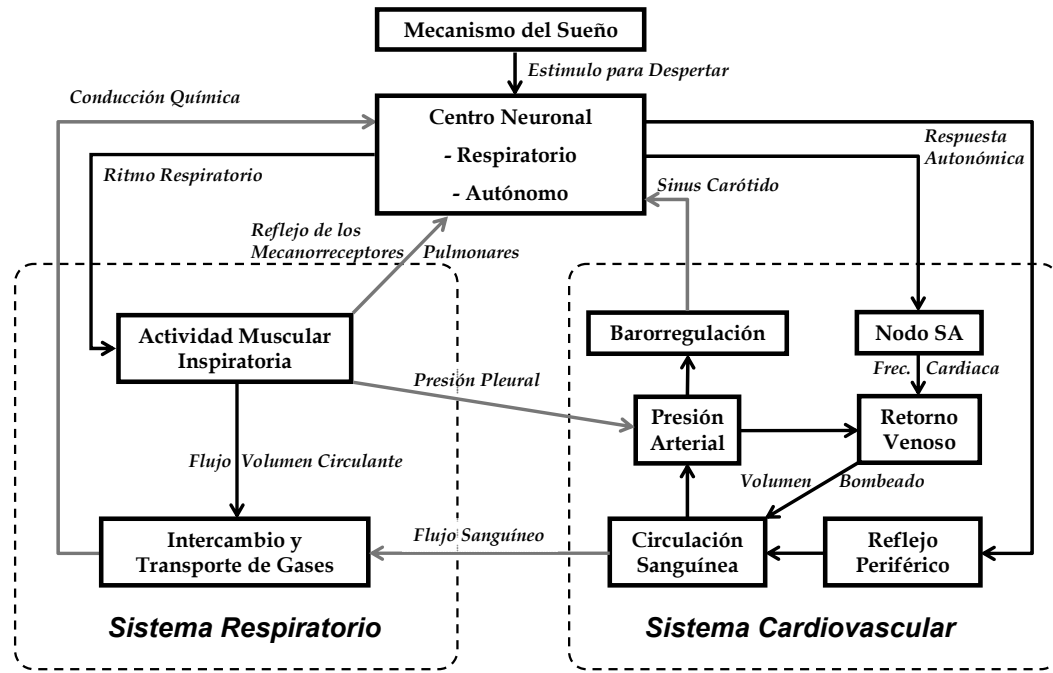 Mecanismo del Sueño
Estimulo para Despertar
Conducción Química
Centro Neuronal
- Respiratorio
- Autónomo
Respuesta
Autonómica
Ritmo Respiratorio
Sinus Carótido
Reflejo de los
Mecanorreceptores Pulmonares
Actividad Muscular
Inspiratoria
Barorregulación
Nodo SA
Frec. Cardiaca
Presión Pleural
Presión
Arterial
Retorno
Venoso
Flujo Volumen Circulante
Volumen Bombeado
Intercambio y
Transporte de Gases
Flujo Sanguíneo
Circulación
Sanguínea
Reflejo
Periférico
Sistema Respiratorio
Sistema Cardiovascular